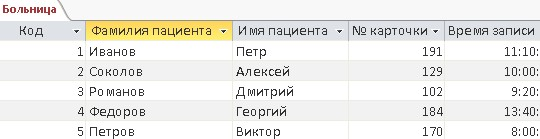 Больница
Код Фамилия пациента Имя пациента № карточки Время записи
1 Иванов Петр 191 11:10:
2 Соколов Алексей 129 10:00:
3 Романов Дмитрий 102 9:20:
4 Федоров Георгий 184 13:40:
5 Петров Виктор 170 8:00: